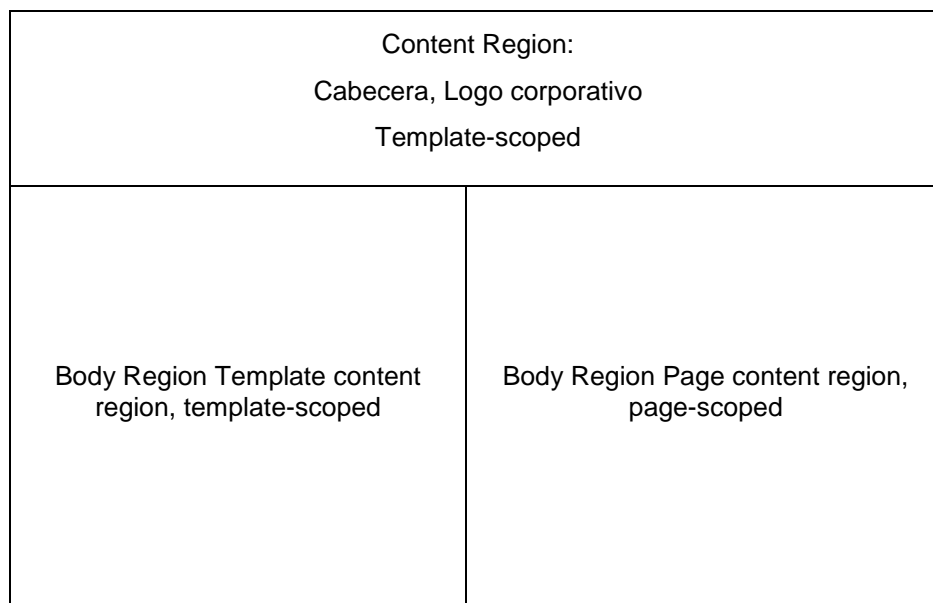 Content Region:
Cabecera, Logo corporativo
Template-scoped
Body Region Template content
region, template-scoped
Body Region Page content region,
page-scoped